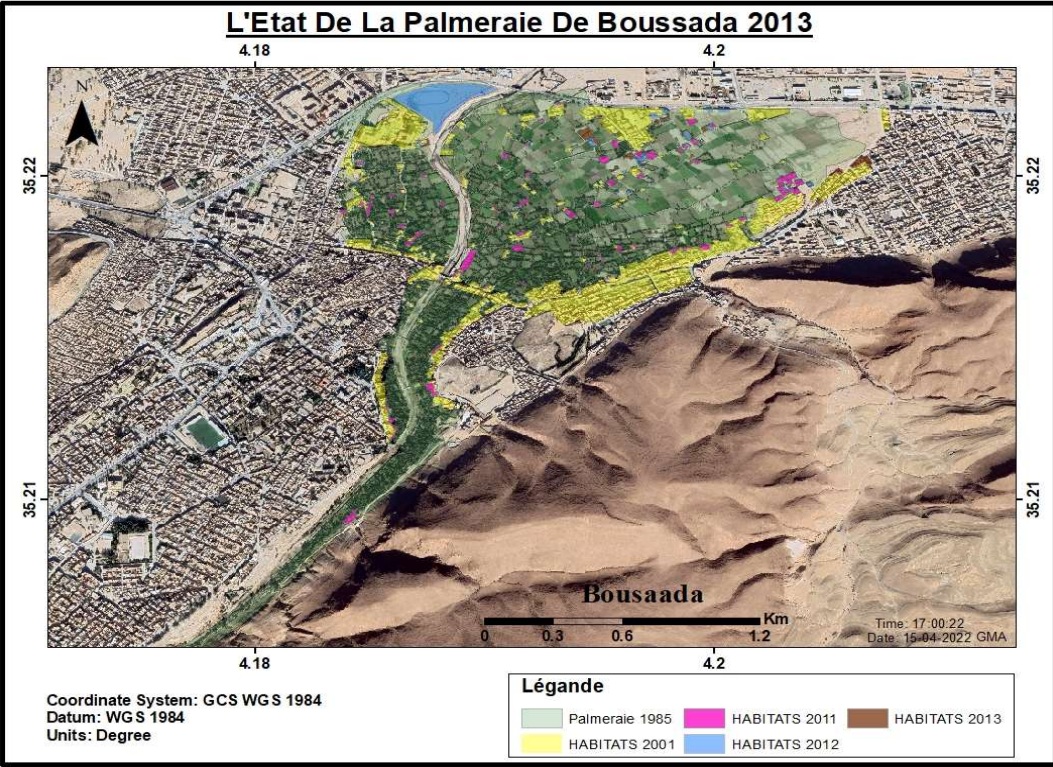 L'Etat De La Palmeraie De Boussada 2013
4.18 4.2
N
35.22 35.22
35.21 35.21
Bousaada
Km
0 0.3 0.6 1.2
Time: 17:00:22
Date: 15-04-2022 GMA
4.18 4.2
Coordinate System: GCS WGS 1984
Datum: WGS 1984
Units: Degree
Légande
Palmeraie 1985 HABITATS 2011 HABITATS 2013
HABITATS 2001 HABITATS 2012